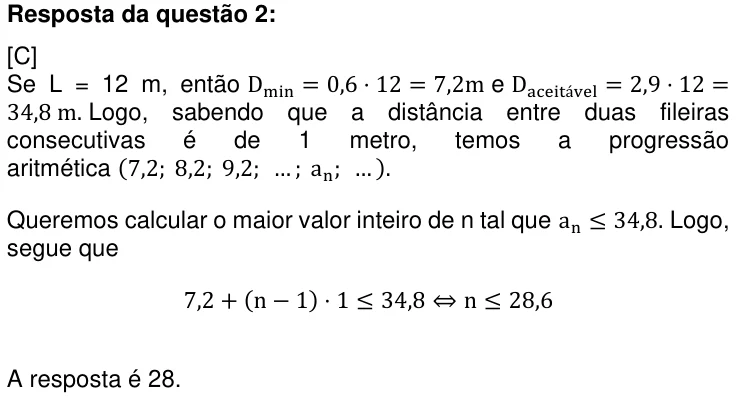 Resposta da questão 2:
[C]
Se L = 12 m, então D_min = 0,6 · 12 = 7,2m e D_aceitável = 2,9 · 12 =
34,8 m. Logo, sabendo que a distância entre duas fileiras
consecutivas é de 1 metro, temos a progressão
aritmética (7,2; 8,2; 9,2; …; a_n; …).
Queremos calcular o maior valor inteiro de n tal que a_n ≤ 34,8. Logo,
segue que
7,2 + (n − 1) · 1 ≤ 34,8 ⇔ n ≤ 28,6
A resposta é 28.